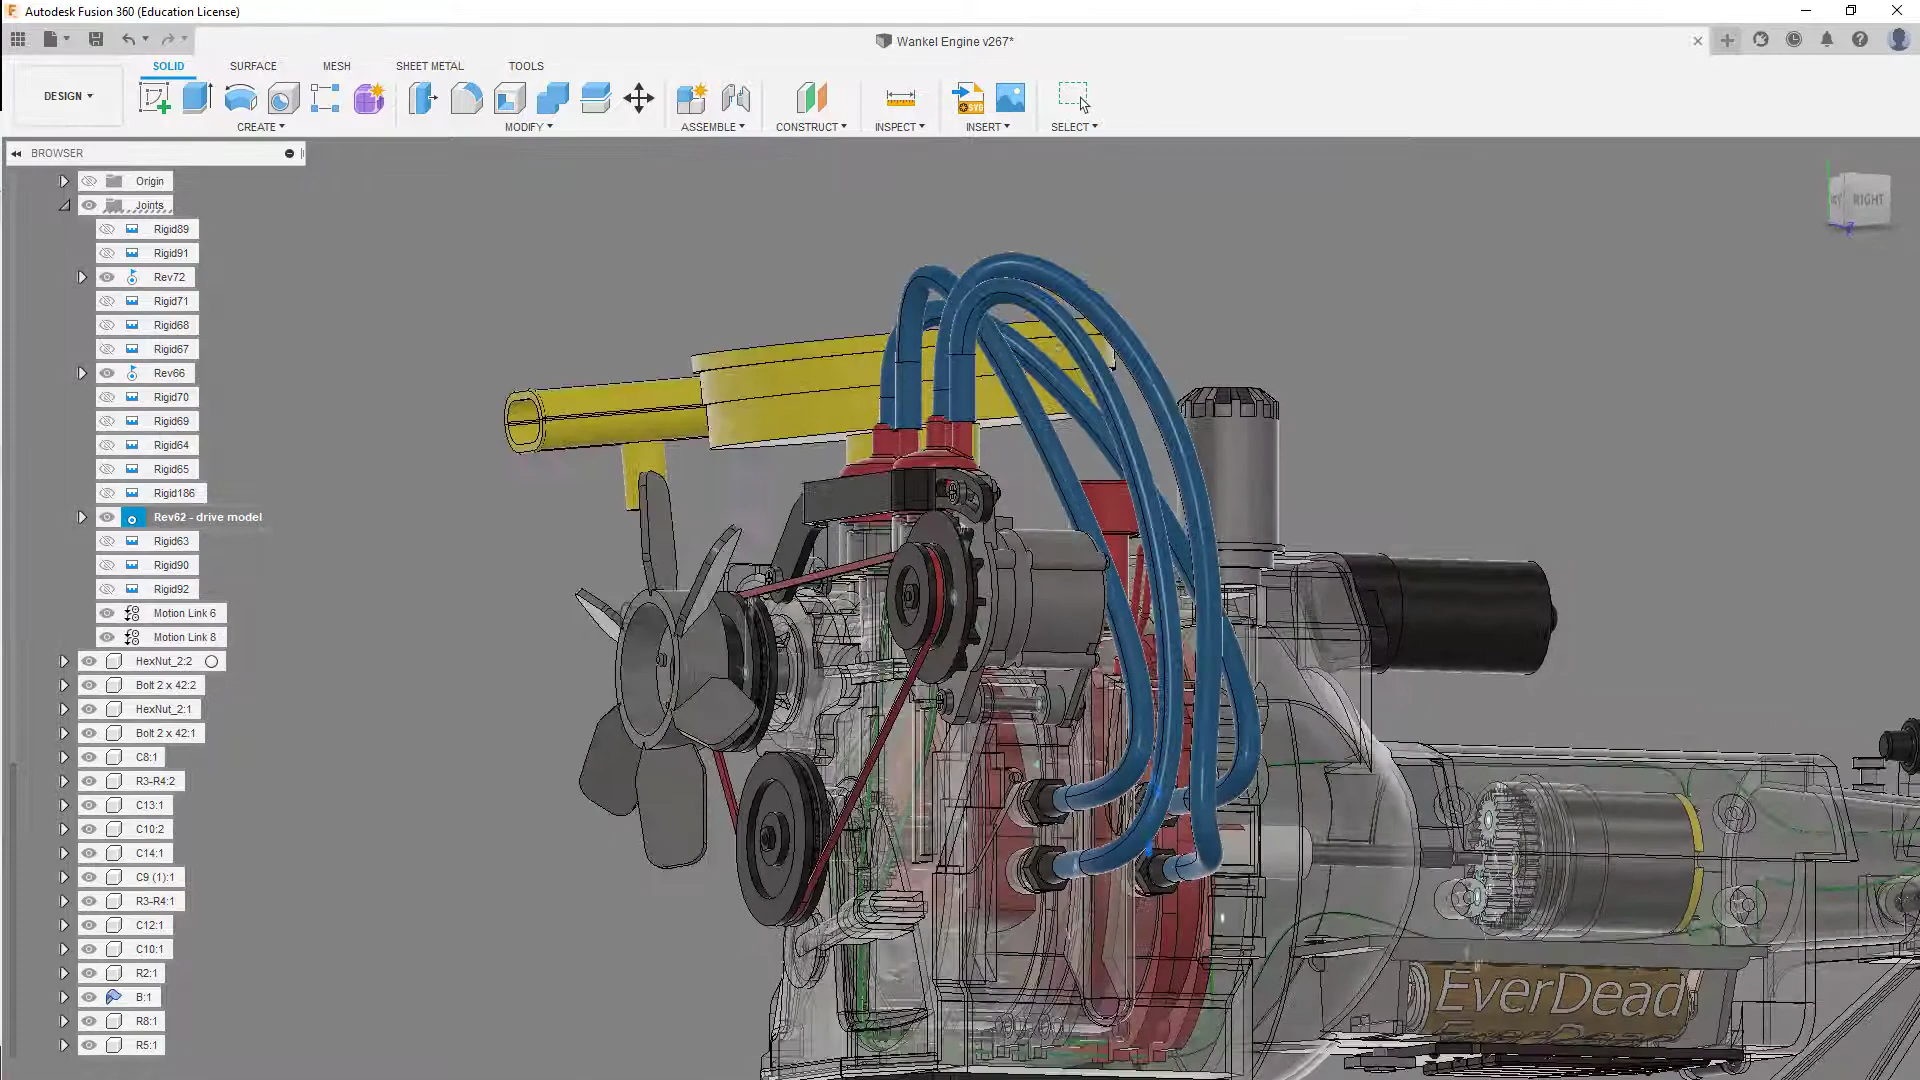 Autodesk Fusion 360 (Education License)
Wankel Engine v267*
SOLID SURFACE MESH SHEET METAL TOOLS
DESIGN
CREATE MODIFY ASSEMBLE CONSTRUCT INSPECT INSERT SELECT
BROWSER
Origin
Joints
RIGHT
Rigid89
Rigid91
Rev72
Rigid71
Rigid68
Rigid67
Rev66
Rigid70
Rigid69
Rigid64
Rigid65
Rigid186
Rev62 - drive model
Rigid63
Rigid90
Rigid92
Motion Link 6
Motion Link 8
HexNut_2:2
Bolt 2 x 42:2
HexNut_2:1
Bolt 2 x 42:1
C8:1
R3-R4:2
C13:1
C10:2
C14:1
C9 (1):1
R3-R4:1
C12:1
C10:1
R2:1
B:1
R8:1
R5:1
EverDead